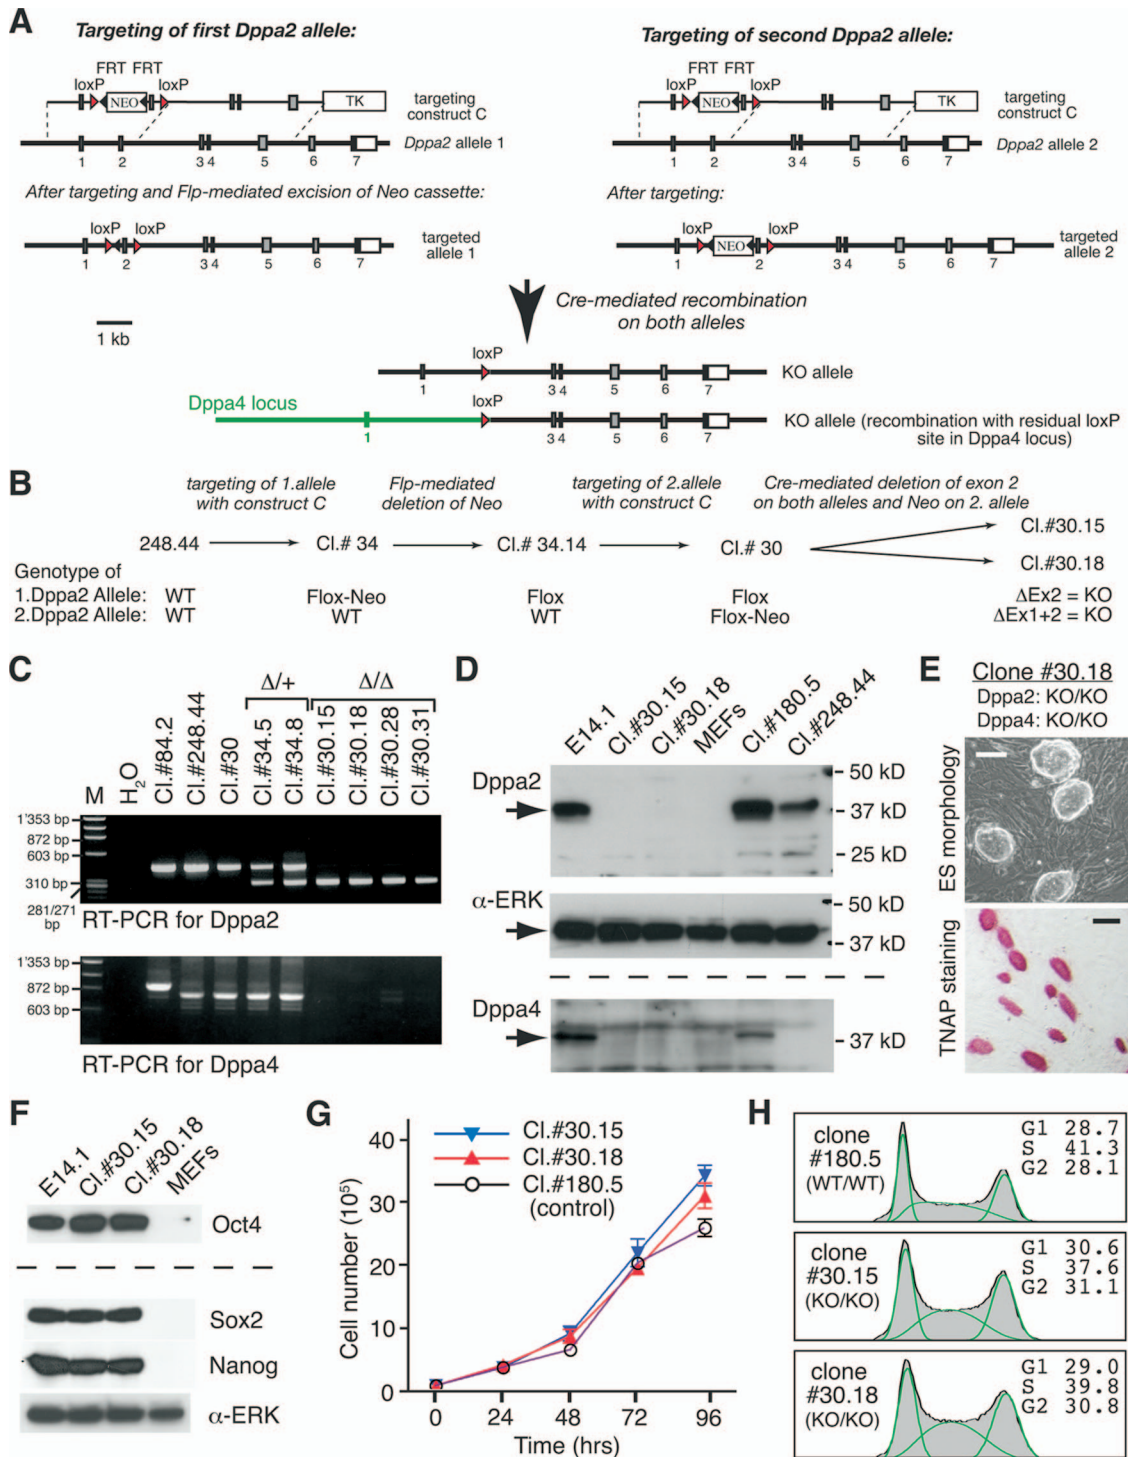 A
Targeting of first Dppa2 allele:
FRT FRT
loxP loxP
NEO
TK
targeting
construct C
Dppa2 allele 1
1 2 3 4 5 6 7
After targeting and Flp-mediated excision of Neo cassette:
loxP loxP
targeted
allele 1
1 2 3 4 5 6 7
Targeting of second Dppa2 allele:
FRT FRT
loxP loxP
NEO
TK
targeting
construct C
Dppa2 allele 2
1 2 3 4 5 6 7
After targeting:
loxP loxP
NEO
targeted
allele 2
1 2 3 4 5 6 7
Cre-mediated recombination
on both alleles
1 kb
loxP
KO allele
1 3 4 5 6 7
Dppa4 locus
loxP
KO allele (recombination with residual loxP
site in Dppa4 locus)
1 3 4 5 6 7
B
targeting of 1.allele
with construct C
Flp-mediated
deletion of Neo
targeting of 2.allele
with construct C
Cre-mediated deletion of exon 2
on both alleles and Neo on 2. allele
248.44 Cl.# 34 Cl.# 34.14 Cl.# 30
Cl.#30.15
Cl.#30.18
Genotype of
1.Dppa2 Allele: WT Flox-Neo Flox Flox ΔEx2 = KO
2.Dppa2 Allele: WT WT WT Flox-Neo ΔEx1+2 = KO
C
Δ/+ Δ/Δ
M H2O Cl.#84.2 Cl.#248.44 Cl.#30 Cl.#34.5 Cl.#34.8 Cl.#30.15 Cl.#30.18 Cl.#30.28 Cl.#30.31
1'353 bp
872 bp
603 bp
310 bp
281/271
bp
RT-PCR for Dppa2
1'353 bp
872 bp
603 bp
RT-PCR for Dppa4
D
E14.1 Cl.#30.15 Cl.#30.18 MEFs Cl.#180.5 Cl.#248.44
Dppa2
50 kD
37 kD
25 kD
α-ERK
50 kD
37 kD
Dppa4
37 kD
E
Clone #30.18
Dppa2: KO/KO
Dppa4: KO/KO
ES morphology
TNAP staining
F
E14.1 Cl.#30.15 Cl.#30.18 MEFs
Oct4
Sox2
Nanog
α-ERK
G
Cl.#30.15
Cl.#30.18
Cl.#180.5
(control)
Cell number (10⁵)
40
30
20
10
0
0 24 48 72 96
Time (hrs)
H
clone
#180.5
(WT/WT)
G1 28.7
S 41.3
G2 28.1
clone
#30.15
(KO/KO)
G1 30.6
S 37.6
G2 31.1
clone
#30.18
(KO/KO)
G1 29.0
S 39.8
G2 30.8